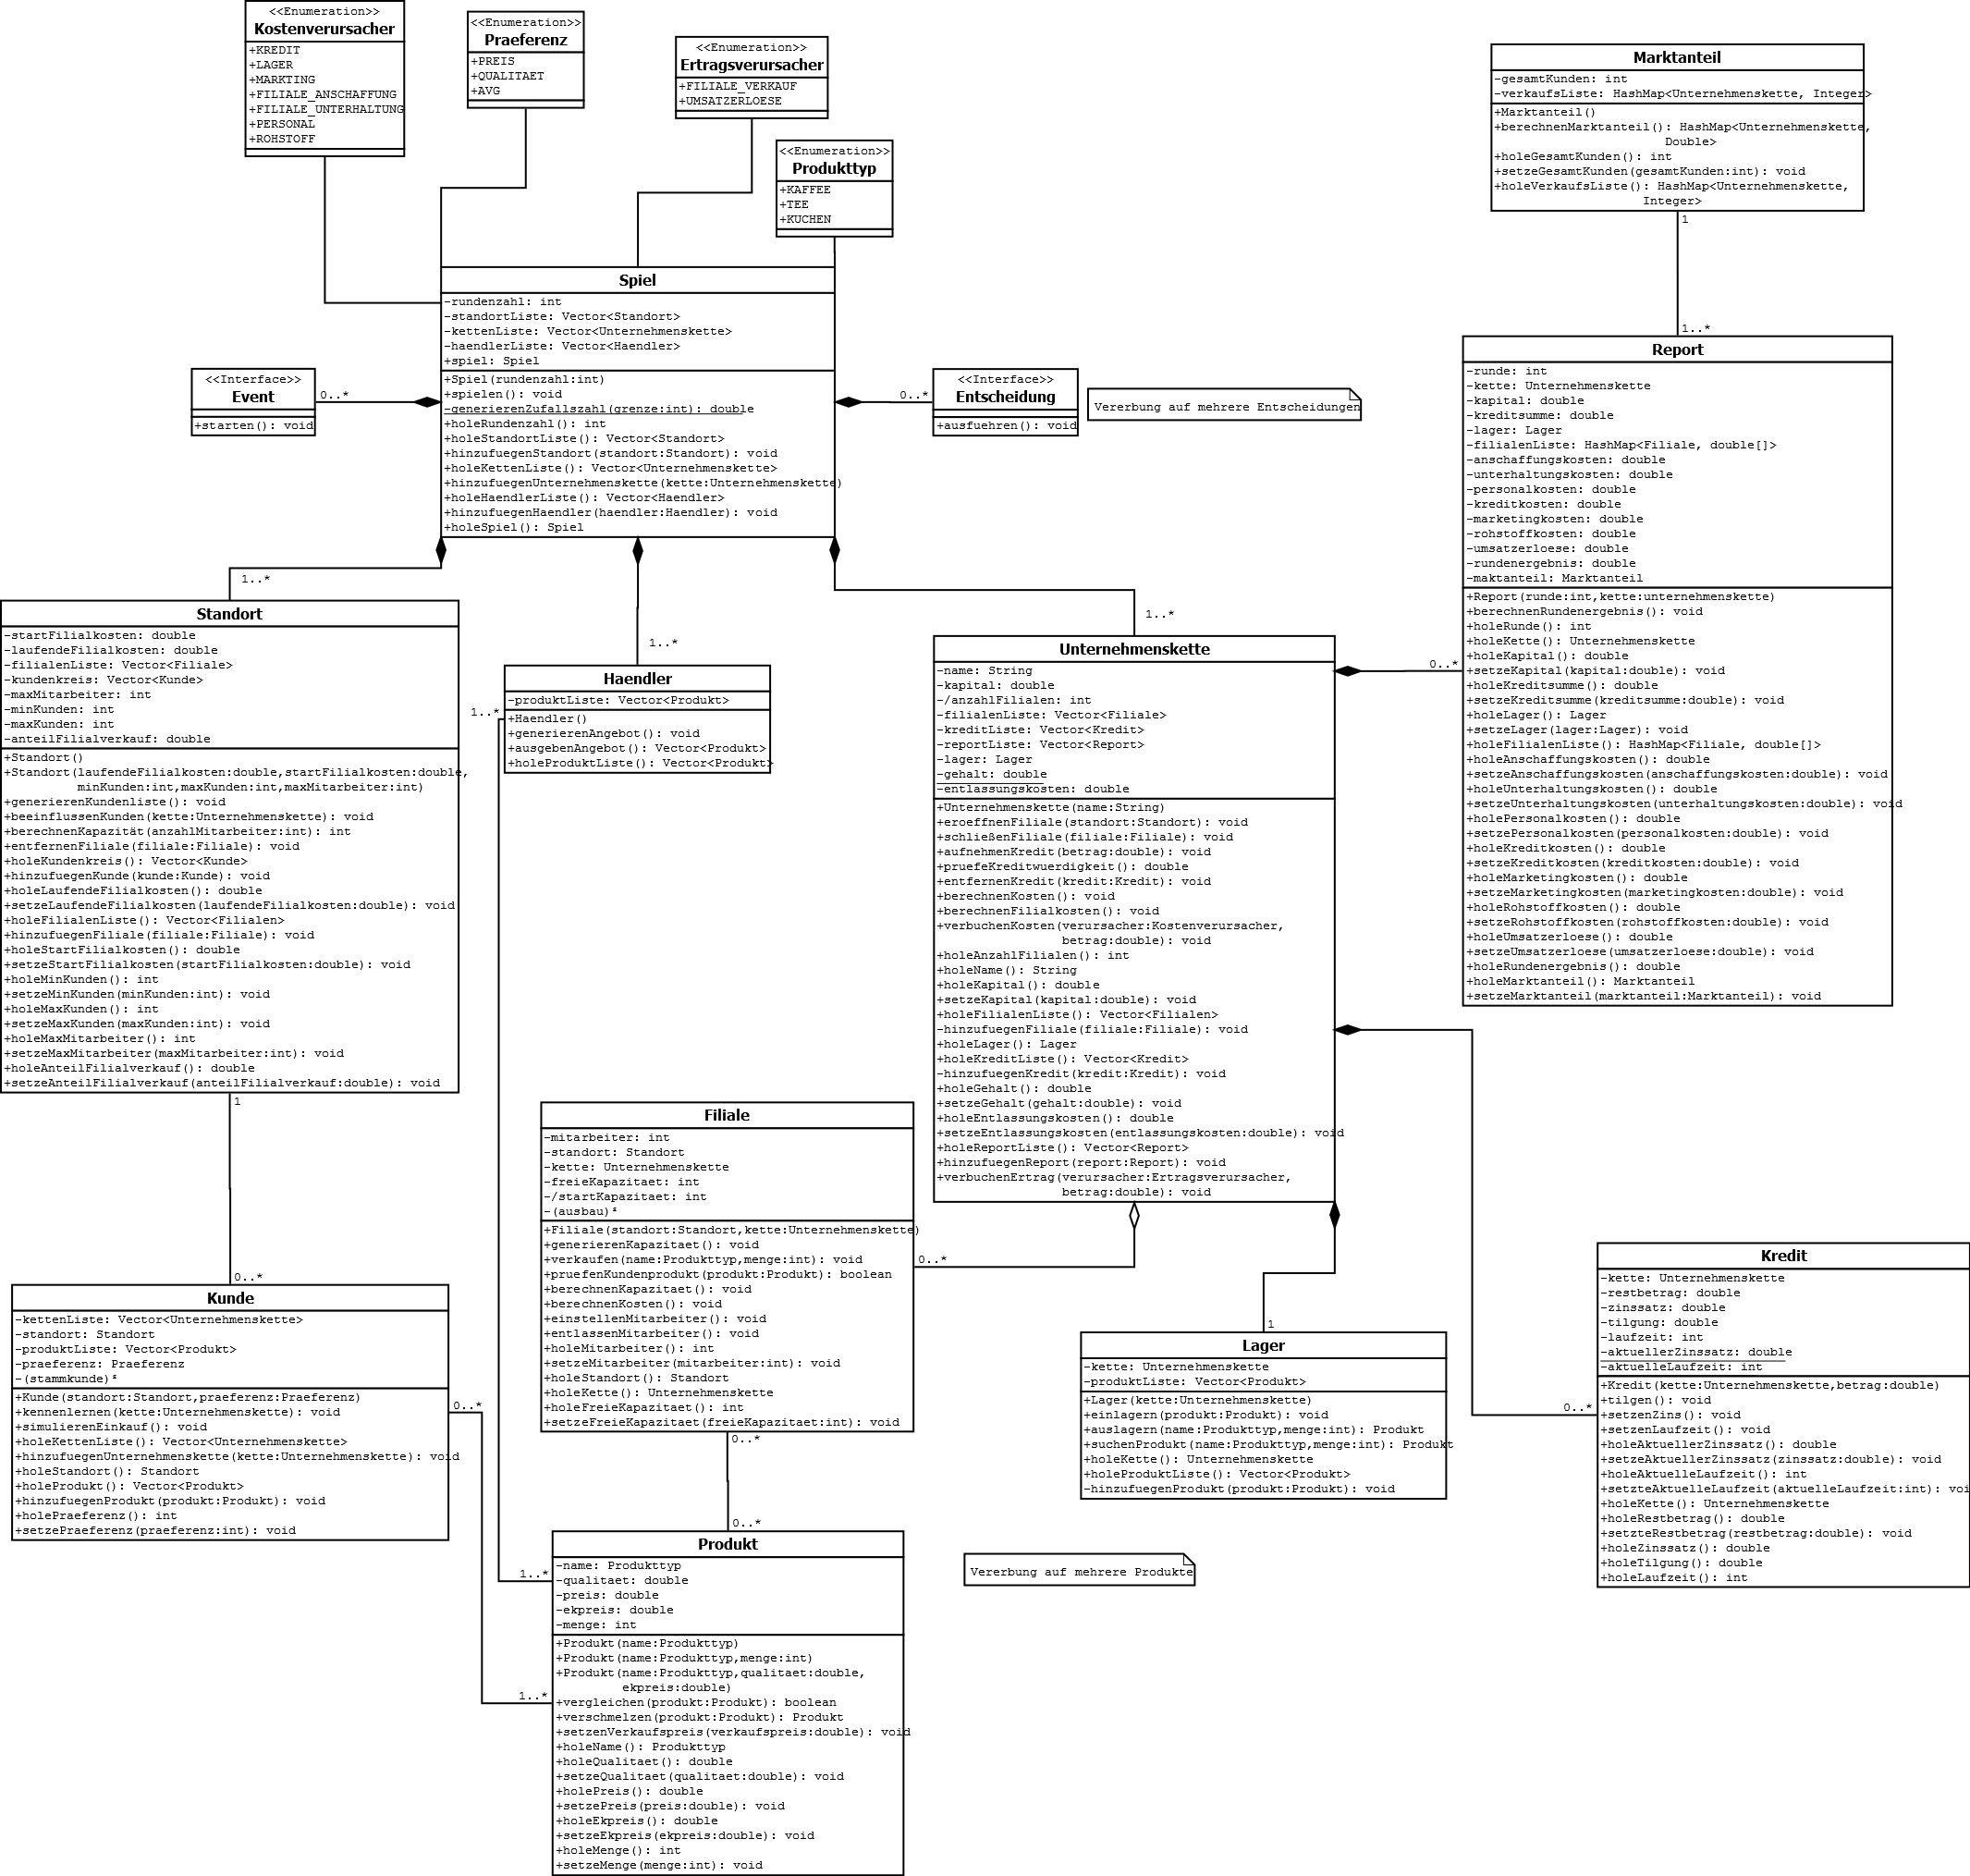 <<Enumeration>>
Kostenverursacher
+KREDIT
+LAGER
+MARKTING
+FILIALE_ANSCHAFFUNG
+FILIALE_UNTERHALTUNG
+PERSONAL
+ROHSTOFF
<<Enumeration>>
Praeferenz
+PREIS
+QUALITAET
+AVG
<<Enumeration>>
Ertragsverursacher
+FILIALE_VERKAUF
+UMSATZERLOESE
<<Enumeration>>
Produkttyp
+KAFFEE
+TEE
+KUCHEN
Marktanteil
-gesamtKunden: int
-verkaufsListe: HashMap<Unternehmenskette, Integer>
+Marktanteil()
+berechnenMarktanteil(): HashMap<Unternehmenskette,
Double>
+holeGesamtKunden(): int
+setzeGesamtKunden(gesamtKunden:int): void
+holeVerkaufsListe(): HashMap<Unternehmenskette,
Integer>
1
1..*
Spiel
-rundenzahl: int
-standortListe: Vector<Standort>
-kettenListe: Vector<Unternehmenskette>
-haendlerListe: Vector<Haendler>
+spiel: Spiel
+Spiel(rundenzahl:int)
+spielen(): void
-generierenZufallszahl(grenze:int): double
+holeRundenzahl(): int
+holeStandortListe(): Vector<Standort>
+hinzufuegenStandort(standort:Standort): void
+holeKettenListe(): Vector<Unternehmenskette>
+hinzufuegenUnternehmenskette(kette:Unternehmenskette)
+holeHaendlerListe(): Vector<Haendler>
+hinzufuegenHaendler(haendler:Haendler): void
+holeSpiel(): Spiel
<<Interface>>
Event
+starten(): void
0..*
0..*
<<Interface>>
Entscheidung
+ausfuehren(): void
Vererbung auf mehrere Entscheidungen
Report
-runde: int
-kette: Unternehmenskette
-kapital: double
-kreditsumme: double
-lager: Lager
-filialenListe: HashMap<Filiale, double[]>
-anschaffungskosten: double
-unterhaltungskosten: double
-personalkosten: double
-kreditkosten: double
-marketingkosten: double
-rohstoffkosten: double
-umsatzerloese: double
-rundenergebnis: double
-maktanteil: Marktanteil
+Report(runde:int,kette:unternehmenskette)
+berechnenRundenergebnis(): void
+holeRunde(): int
+holeKette(): Unternehmenskette
+holeKapital(): double
+setzeKapital(kapital:double): void
+holeKreditsumme(): double
+setzeKreditsumme(kreditsumme:double): void
+holeLager(): Lager
+setzeLager(lager:Lager): void
+holeFilialenListe(): HashMap<Filiale, double[]>
+holeAnschaffungskosten(): double
+setzeAnschaffungskosten(anschaffungskosten:double): void
+holeUnterhaltungskosten(): double
+setzeUnterhaltungskosten(unterhaltungskosten:double): void
+holePersonalkosten(): double
+setzePersonalkosten(personalkosten:double): void
+holeKreditkosten(): double
+setzeKreditkosten(kreditkosten:double): void
+holeMarketingkosten(): double
+setzeMarketingkosten(marketingkosten:double): void
+holeRohstoffkosten(): double
+setzeRohstoffkosten(rohstoffkosten:double): void
+holeUmsatzerloese(): double
+setzeUmsatzerloese(umsatzerloese:double): void
+holeRundenergebnis(): double
+holeMarktanteil(): Marktanteil
+setzeMarktanteil(marktanteil:Marktanteil): void
1..*
Standort
-startFilialkosten: double
-laufendeFilialkosten: double
-filialenListe: Vector<Filiale>
-kundenkreis: Vector<Kunde>
-maxMitarbeiter: int
-minKunden: int
-maxKunden: int
-anteilFilialverkauf: double
+Standort()
+Standort(laufendeFilialkosten:double,startFilialkosten:double,
minKunden:int,maxKunden:int,maxMitarbeiter:int)
+generierenKundenliste(): void
+beeinflussenKunden(kette:Unternehmenskette): void
+berechnenKapazität(anzahlMitarbeiter:int): int
+entfernenFiliale(filiale:Filiale): void
+holeKundenkreis(): Vector<Kunde>
+hinzufuegenKunde(kunde:Kunde): void
+holeLaufendeFilialkosten(): double
+setzeLaufendeFilialkosten(laufendeFilialkosten:double): void
+holeFilialenListe(): Vector<Filialen>
+hinzufuegenFiliale(filiale:Filiale): void
+holeStartFilialkosten(): double
+setzeStartFilialkosten(startFilialkosten:double): void
+holeMinKunden(): int
+setzeMinKunden(minKunden:int): void
+holeMaxKunden(): int
+setzeMaxKunden(maxKunden:int): void
+holeMaxMitarbeiter(): int
+setzeMaxMitarbeiter(maxMitarbeiter:int): void
+holeAnteilFilialverkauf(): double
+setzeAnteilFilialverkauf(anteilFilialverkauf:double): void
1..*
Haendler
-produktListe: Vector<Produkt>
+Haendler()
+generierenAngebot(): void
+ausgebenAngebot(): Vector<Produkt>
+holeProduktListe(): Vector<Produkt>
1..*
1..*
Unternehmenskette
-name: String
-kapital: double
-/anzahlFilialen: int
-filialenListe: Vector<Filiale>
-kreditListe: Vector<Kredit>
-reportListe: Vector<Report>
-lager: Lager
-gehalt: double
-entlassungskosten: double
+Unternehmenskette(name:String)
+eroeffnenFiliale(standort:Standort): void
+schließenFiliale(filiale:Filiale): void
+aufnehmenKredit(betrag:double): void
+pruefeKreditwuerdigkeit(): double
+entfernenKredit(kredit:Kredit): void
+berechnenKosten(): void
+berechnenFilialkosten(): void
+verbuchenKosten(verursacher:Kostenverursacher,
betrag:double): void
+holeAnzahlFilialen(): int
+holeName(): String
+holeKapital(): double
+setzeKapital(kapital:double): void
+holeFilialenListe(): Vector<Filialen>
-hinzufuegenFiliale(filiale:Filiale): void
+holeLager(): Lager
+holeKreditListe(): Vector<Kredit>
-hinzufuegenKredit(kredit:Kredit): void
+holeGehalt(): double
+setzeGehalt(gehalt:double): void
+holeEntlassungskosten(): double
+setzeEntlassungskosten(entlassungskosten:double): void
+holeReportListe(): Vector<Report>
+hinzufuegenReport(report:Report): void
+verbuchenErtrag(verursacher:Ertragsverursacher,
betrag:double): void
0..*
1
0..*
Kunde
-kettenListe: Vector<Unternehmenskette>
-standort: Standort
-produktListe: Vector<Produkt>
-praeferenz: Praeferenz
-(stammkunde)*
+Kunde(standort:Standort,praeferenz:Praeferenz)
+kennenlernen(kette:Unternehmenskette): void
+simulierenEinkauf(): void
+holeKettenListe(): Vector<Unternehmenskette>
+hinzufuegenUnternehmenskette(kette:Unternehmenskette): void
+holeStandort(): Standort
+holeProdukt(): Vector<Produkt>
+hinzufuegenProdukt(produkt:Produkt): void
+holePraeferenz(): int
+setzePraeferenz(praeferenz:int): void
0..*
Filiale
-mitarbeiter: int
-standort: Standort
-kette: Unternehmenskette
-freieKapazitaet: int
-/startKapazitaet: int
-(ausbau)*
+Filiale(standort:Standort,kette:Unternehmenskette)
+generierenKapazitaet(): void
+verkaufen(name:Produkttyp,menge:int): void
+pruefenKundenprodukt(produkt:Produkt): boolean
+berechnenKapazitaet(): void
+berechnenKosten(): void
+einstellenMitarbeiter(): void
+entlassenMitarbeiter(): void
+holeMitarbeiter(): int
+setzeMitarbeiter(mitarbeiter:int): void
+holeStandort(): Standort
+holeKette(): Unternehmenskette
+holeFreieKapazitaet(): int
+setzeFreieKapazitaet(freieKapazitaet:int): void
0..*
0..*
0..*
1
Lager
-kette: Unternehmenskette
-produktListe: Vector<Produkt>
+Lager(kette:Unternehmenskette)
+einlagern(produkt:Produkt): void
+auslagern(name:Produkttyp,menge:int): Produkt
+suchenProdukt(name:Produkttyp,menge:int): Produkt
+holeKette(): Unternehmenskette
+holeProduktListe(): Vector<Produkt>
-hinzufuegenProdukt(produkt:Produkt): void
0..*
Kredit
-kette: Unternehmenskette
-restbetrag: double
-zinssatz: double
-tilgung: double
-laufzeit: int
-aktuellerZinssatz: double
-aktuelleLaufzeit: int
+Kredit(kette:Unternehmenskette,betrag:double)
+tilgen(): void
+setzenZins(): void
+setzenLaufzeit(): void
+holeAktuellerZinssatz(): double
+setzeAktuellerZinssatz(zinssatz:double): void
+holeAktuelleLaufzeit(): int
+setzteAktuelleLaufzeit(aktuelleLaufzeit:int): void
+holeKette(): Unternehmenskette
+holeRestbetrag(): double
+setzteRestbetrag(restbetrag:double): void
+holeZinssatz(): double
+holeTilgung(): double
+holeLaufzeit(): int
1..*
1..*
Produkt
-name: Produkttyp
-qualitaet: double
-preis: double
-ekpreis: double
-menge: int
+Produkt(name:Produkttyp)
+Produkt(name:Produkttyp,menge:int)
+Produkt(name:Produkttyp,qualitaet:double,
ekpreis:double)
+vergleichen(produkt:Produkt): boolean
+verschmelzen(produkt:Produkt): Produkt
+setzenVerkaufspreis(verkaufspreis:double): void
+holeName(): Produkttyp
+holeQualitaet(): double
+setzeQualitaet(qualitaet:double): void
+holePreis(): double
+setzePreis(preis:double): void
+holeEkpreis(): double
+setzeEkpreis(ekpreis:double): void
+holeMenge(): int
+setzeMenge(menge:int): void
Vererbung auf mehrere Produkte